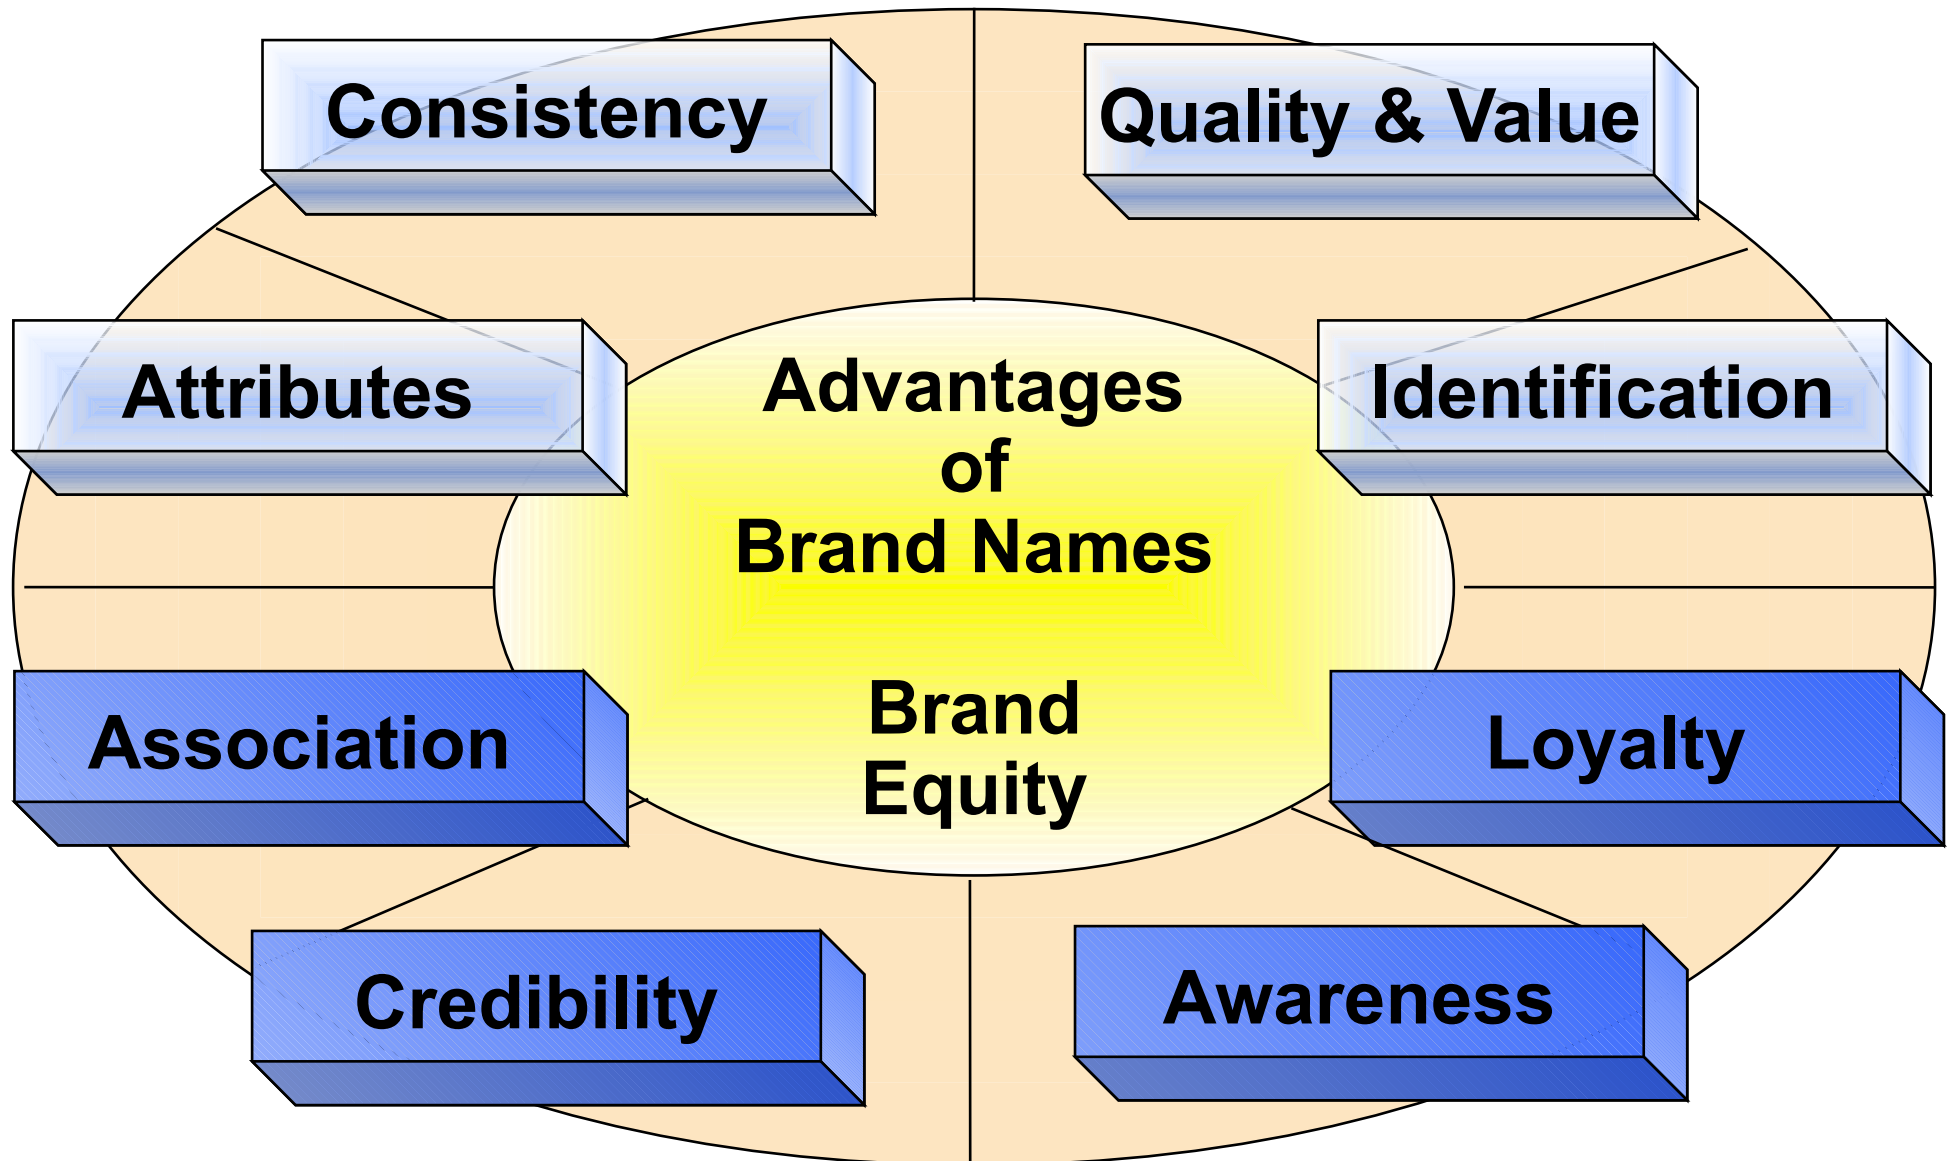 Consistency
Quality & Value
Attributes
Advantages
of
Brand Names
Identification
Association
Brand
Equity
Loyalty
Credibility
Awareness